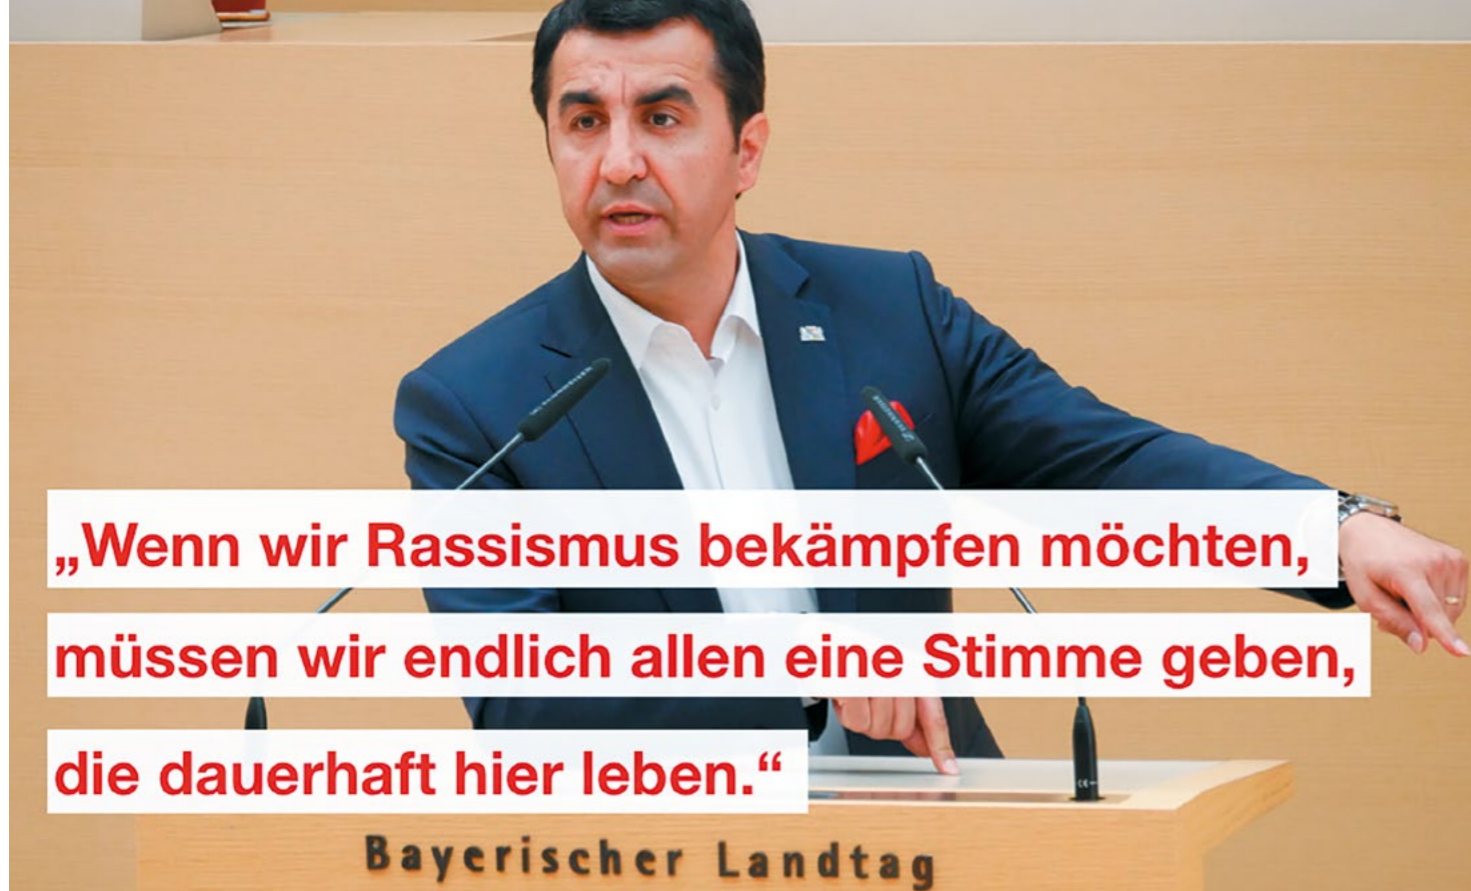 „Wenn wir Rassismus bekämpfen möchten,
müssen wir endlich allen eine Stimme geben,
die dauerhaft hier leben.“
Bayerischer Landtag